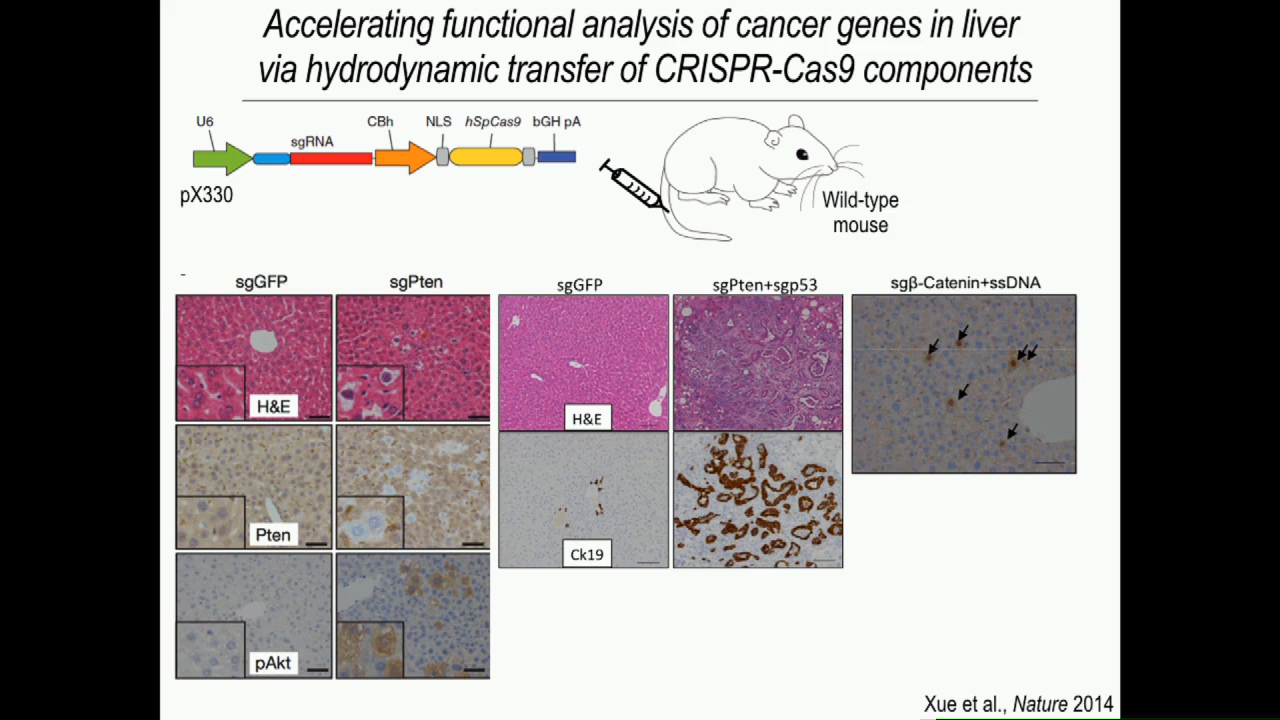 Accelerating functional analysis of cancer genes in liver
via hydrodynamic transfer of CRISPR-Cas9 components
U6
sgRNA
CBh
NLS
hSpCas9
bGH pA
pX330
Wild-type
mouse
sgGFP
sgPten
sgGFP
sgPten+sgp53
sgβ-Catenin+ssDNA
H&E
H&E
Pten
Ck19
pAkt
Xue et al., Nature 2014